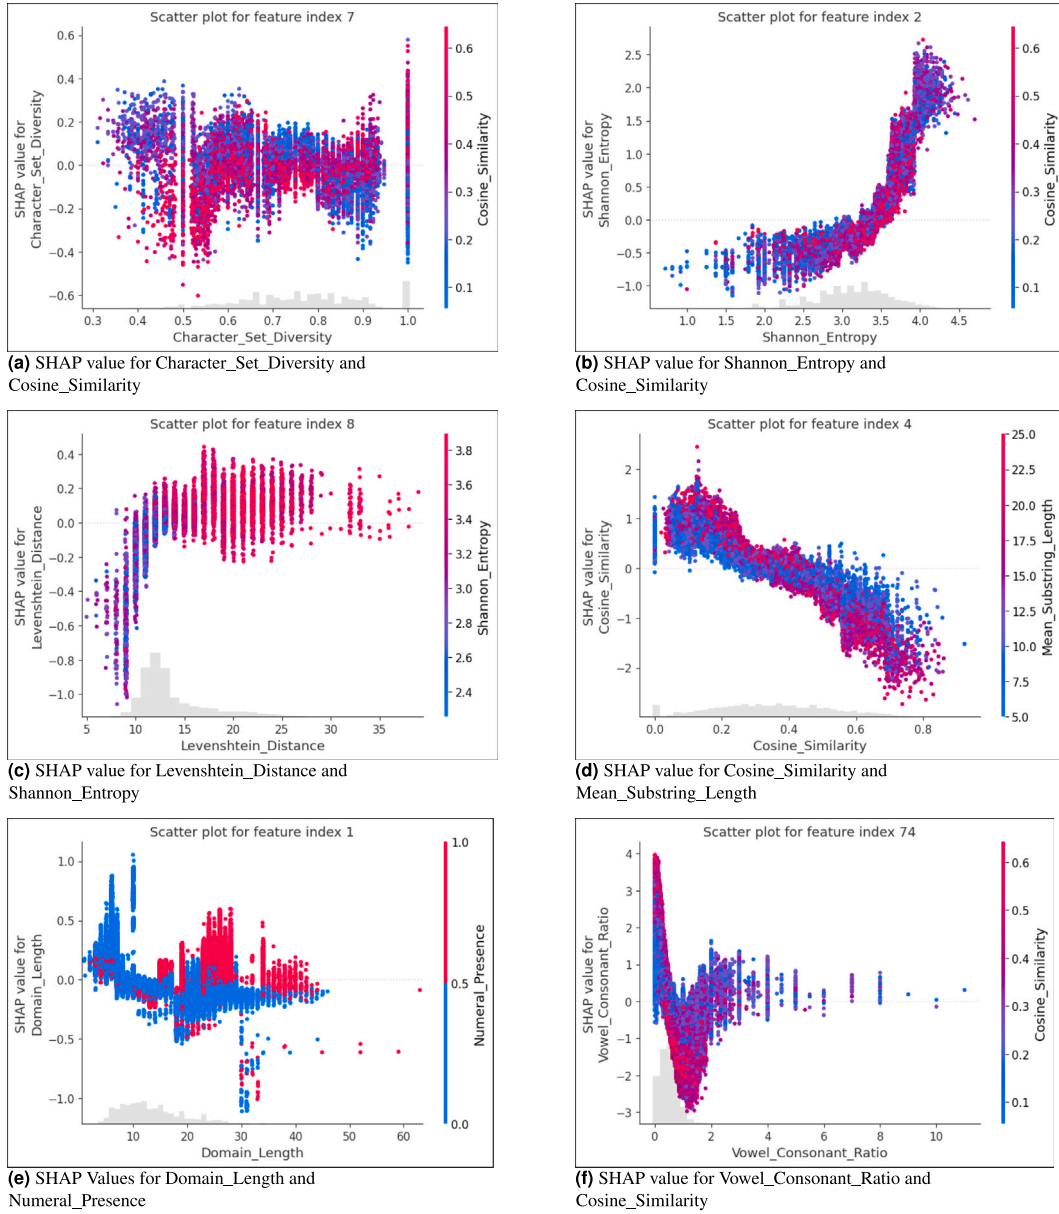 Scatter plot for feature index 7
0.6
0.4
0.2
0.0
−0.2
−0.4
−0.6
SHAP value for
Character_Set_Diversity
0.3 0.4 0.5 0.6 0.7 0.8 0.9 1.0
Character_Set_Diversity
0.6
0.5
0.4
0.3
0.2
0.1
Cosine_Similarity
(a) SHAP value for Character_Set_Diversity and
Cosine_Similarity
Scatter plot for feature index 2
2.5
2.0
1.5
1.0
0.5
0.0
−0.5
−1.0
SHAP value for
Shannon_Entropy
1.0 1.5 2.0 2.5 3.0 3.5 4.0 4.5
Shannon_Entropy
0.6
0.5
0.4
0.3
0.2
0.1
Cosine_Similarity
(b) SHAP value for Shannon_Entropy and
Cosine_Similarity
Scatter plot for feature index 8
0.4
0.2
0.0
−0.2
−0.4
−0.6
−0.8
−1.0
SHAP value for
Levenshtein_Distance
5 10 15 20 25 30 35
Levenshtein_Distance
3.8
3.6
3.4
3.2
3.0
2.8
2.6
2.4
Shannon_Entropy
(c) SHAP value for Levenshtein_Distance and
Shannon_Entropy
Scatter plot for feature index 4
2
1
0
−1
−2
SHAP value for
Cosine_Similarity
0.0 0.2 0.4 0.6 0.8
Cosine_Similarity
25.0
22.5
20.0
17.5
15.0
12.5
10.0
7.5
5.0
Mean_Substring_Length
(d) SHAP value for Cosine_Similarity and
Mean_Substring_Length
Scatter plot for feature index 1
1.0
0.5
0.0
−0.5
−1.0
SHAP value for
Domain_Length
10 20 30 40 50 60
Domain_Length
1.0
0.5
0.0
Numeral_Presence
(e) SHAP Values for Domain_Length and
Numeral_Presence
Scatter plot for feature index 74
4
3
2
1
0
−1
−2
−3
SHAP value for
Vowel_Consonant_Ratio
0 2 4 6 8 10
Vowel_Consonant_Ratio
0.6
0.5
0.4
0.3
0.2
0.1
Cosine_Similarity
(f) SHAP value for Vowel_Consonant_Ratio and
Cosine_Similarity